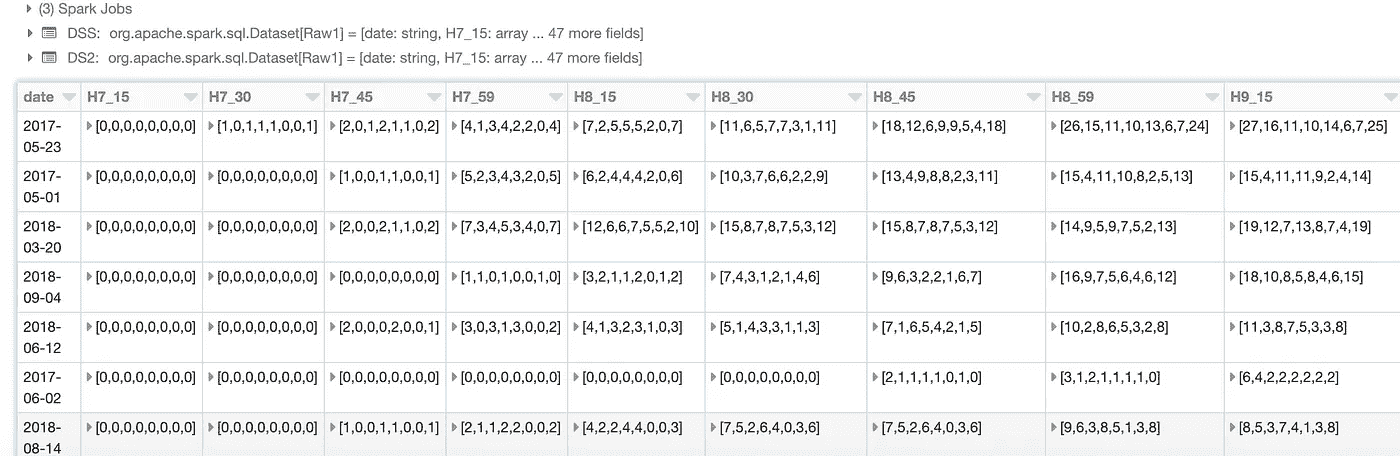 (3) Spark Jobs
DSS: org.apache.spark.sql.Dataset[Raw1] = [date: string, H7_15: array ... 47 more fields]
DS2: org.apache.spark.sql.Dataset[Raw1] = [date: string, H7_15: array ... 47 more fields]
date H7_15 H7_30 H7_45 H7_59 H8_15 H8_30 H8_45 H8_59 H9_15
2017- [0,0,0,0,0,0,0,0] [1,0,1,1,1,0,0,1] [2,0,1,2,1,1,0,2] [4,1,3,4,2,2,0,4] [7,2,5,5,5,2,0,7] [11,6,5,7,7,3,1,11] [18,12,6,9,9,5,4,18] [26,15,11,10,13,6,7,24] [27,16,11,10,14,6,7,25]
05-23
2017- [0,0,0,0,0,0,0,0] [0,0,0,0,0,0,0,0] [1,0,0,1,1,0,0,1] [5,2,3,4,3,2,0,5] [6,2,4,4,4,2,0,6] [10,3,7,6,6,2,2,9] [13,4,9,8,8,2,3,11] [15,4,11,10,8,2,5,13] [15,4,11,11,9,2,4,14]
05-01
2018- [0,0,0,0,0,0,0,0] [0,0,0,0,0,0,0,0] [2,0,0,2,1,1,0,2] [7,3,4,5,3,4,0,7] [12,6,6,7,5,5,2,10] [15,8,7,8,7,5,3,12] [15,8,7,8,7,5,3,12] [14,9,5,9,7,5,2,13] [19,12,7,13,8,7,4,19]
03-20
2018- [0,0,0,0,0,0,0,0] [0,0,0,0,0,0,0,0] [0,0,0,0,0,0,0,0] [1,1,0,1,0,0,1,0] [3,2,1,1,2,0,1,2] [7,4,3,1,2,1,4,6] [9,6,3,2,2,1,6,7] [16,9,7,5,6,4,6,12] [18,10,8,5,8,4,6,15]
09-04
2018- [0,0,0,0,0,0,0,0] [0,0,0,0,0,0,0,0] [2,0,0,0,2,0,0,1] [3,0,3,1,3,0,0,2] [4,1,3,2,3,1,0,3] [5,1,4,3,3,1,1,3] [7,1,6,5,4,2,1,5] [10,2,8,6,5,3,2,8] [11,3,8,7,5,3,3,8]
06-12
2017- [0,0,0,0,0,0,0,0] [0,0,0,0,0,0,0,0] [0,0,0,0,0,0,0,0] [0,0,0,0,0,0,0,0] [0,0,0,0,0,0,0,0] [0,0,0,0,0,0,0,0] [2,1,1,1,1,0,1,0] [3,1,2,1,1,1,1,0] [6,4,2,2,2,2,2,2]
06-02
2018- [0,0,0,0,0,0,0,0] [0,0,0,0,0,0,0,0] [1,0,0,1,1,0,0,1] [2,1,1,2,2,0,0,2] [4,2,2,4,4,0,0,3] [7,5,2,6,4,0,3,6] [7,5,2,6,4,0,3,6] [9,6,3,8,5,1,3,8] [8,5,3,7,4,1,3,8]
08-14